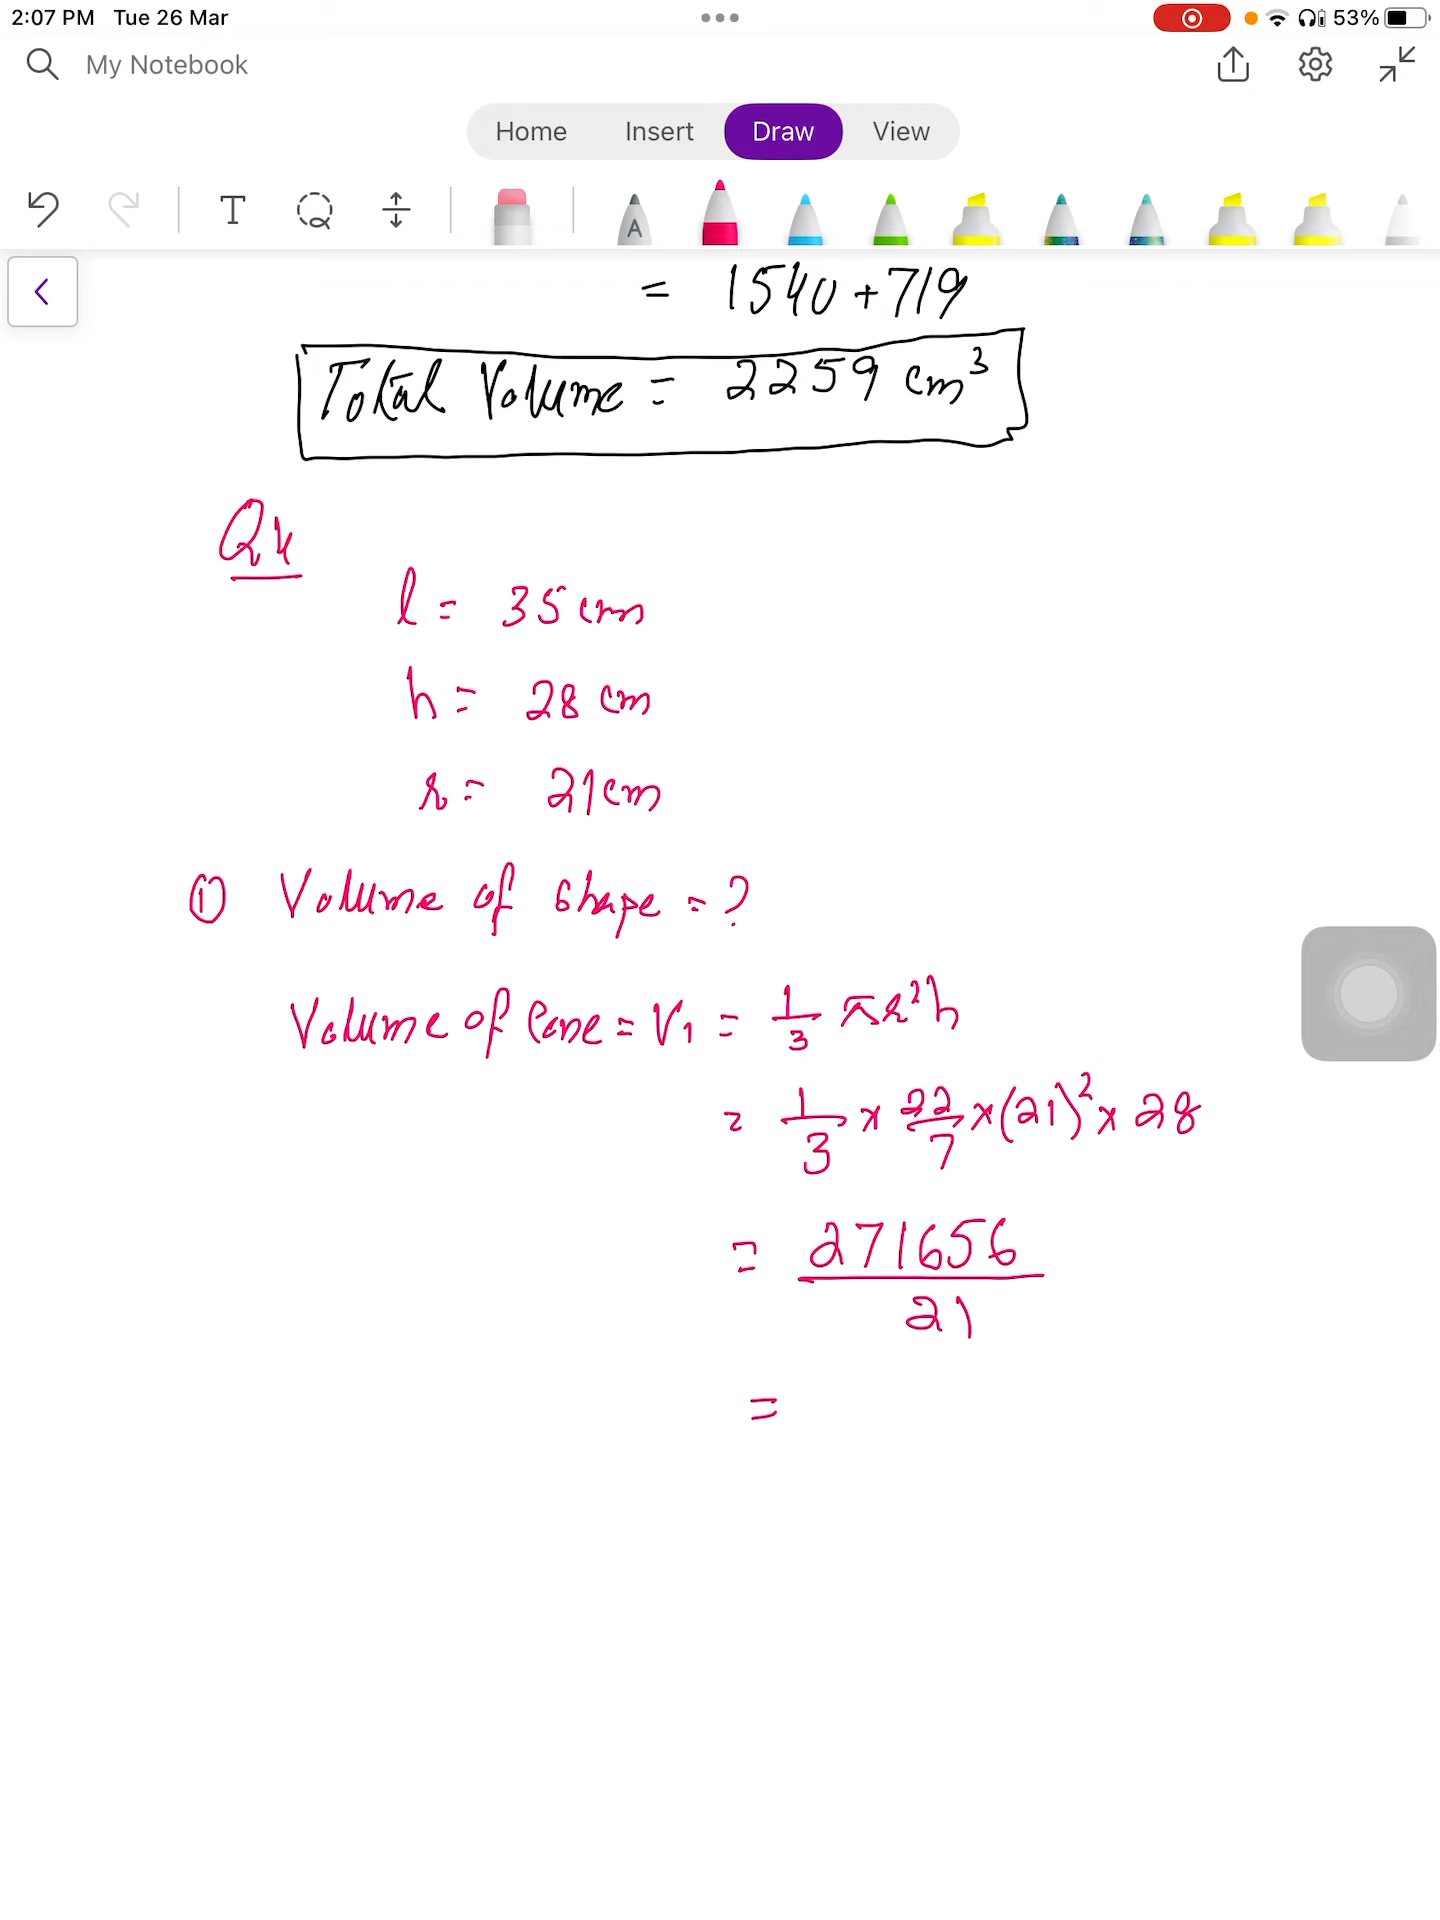 2:07 PM Tue 26 Mar 53%
My Notebook
Home Insert Draw View
T A
= 1540 + 719
Total Volume = 2259 cm³
Q4
l = 35 cm
h = 28 cm
r = 21 cm
① Volume of shape = ?
Volume of Cone = V₁ = 1/3 πr²h
= 1/3 × 22/7 × (21)² × 28
= 271656/21
=